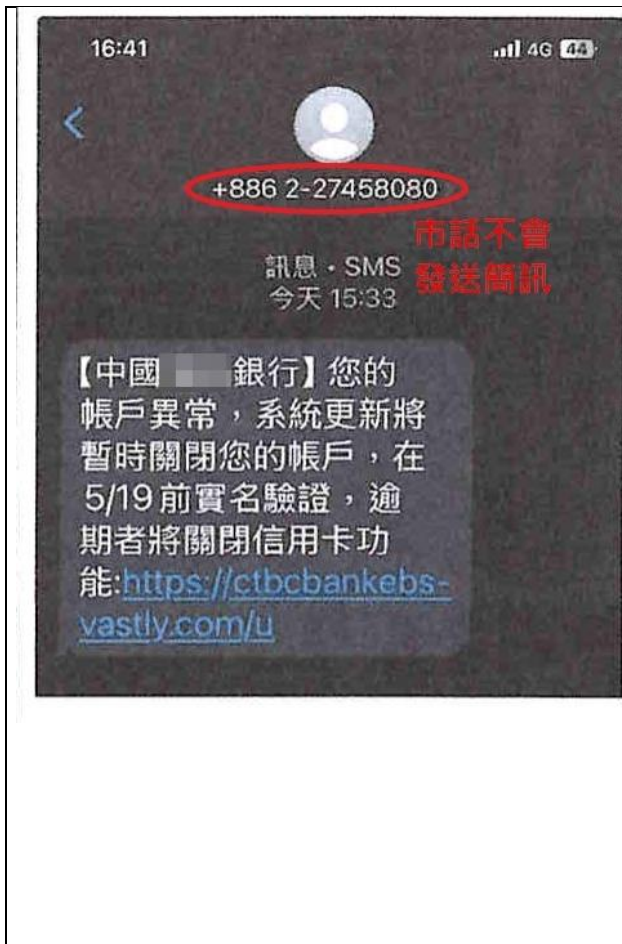 16:41
4G 44
+886 2-27458080
市話不會
發送簡訊
訊息・SMS
今天 15:33
【中國 銀行】您的
帳戶異常，系統更新將
暫時關閉您的帳戶，在
5/19前實名驗證，逾
期者將關閉信用卡功
能:https://ctbcbankebs-
vastly.com/u